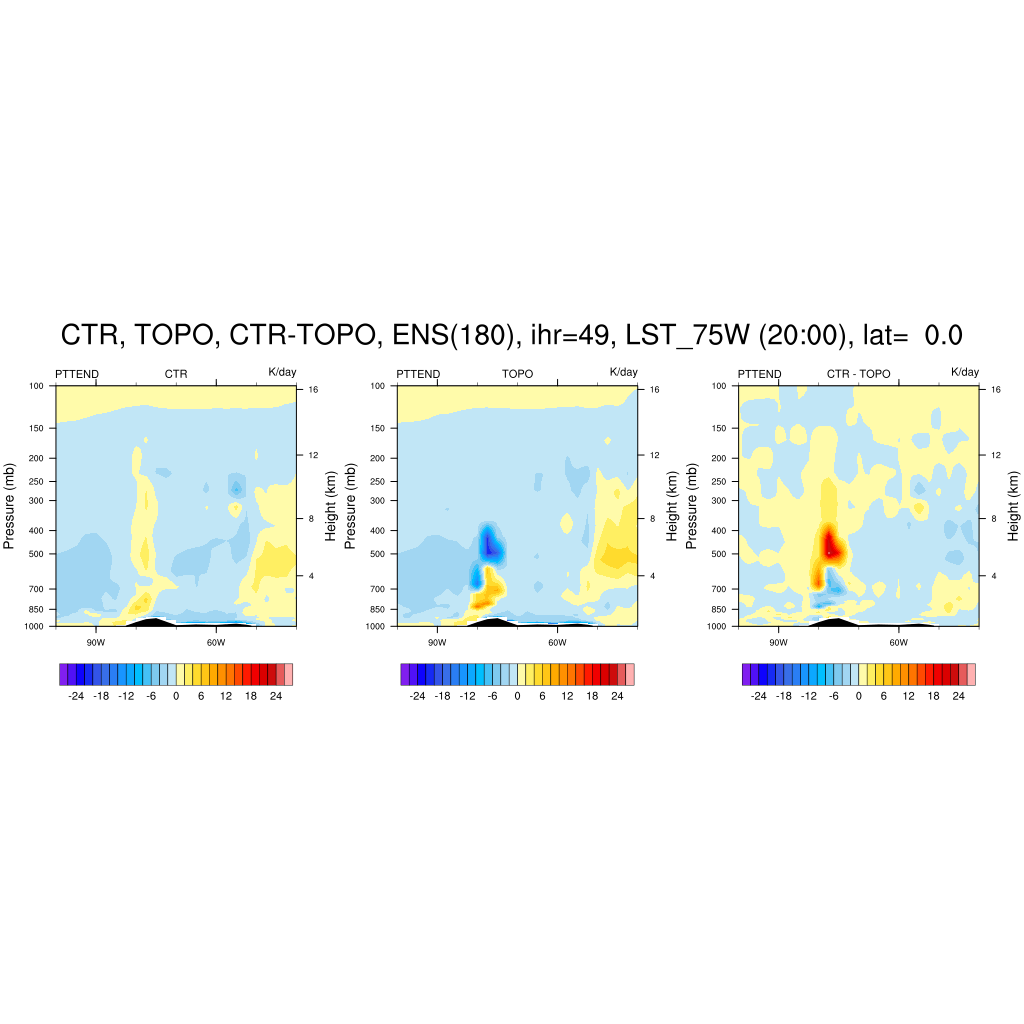 CTR, TOPO, CTR-TOPO, ENS(180), ihr=49, LST_75W (20:00), lat= 0.0
PTTEND CTR K/day
100
150
200
250
300
400
500
700
850
1000
Pressure (mb)
16
12
8
4
Height (km)
90W 60W
-24 -18 -12 -6 0 6 12 18 24
PTTEND TOPO K/day
100
150
200
250
300
400
500
700
850
1000
Pressure (mb)
16
12
8
4
Height (km)
90W 60W
-24 -18 -12 -6 0 6 12 18 24
PTTEND CTR - TOPO K/day
100
150
200
250
300
400
500
700
850
1000
Pressure (mb)
16
12
8
4
Height (km)
90W 60W
-24 -18 -12 -6 0 6 12 18 24